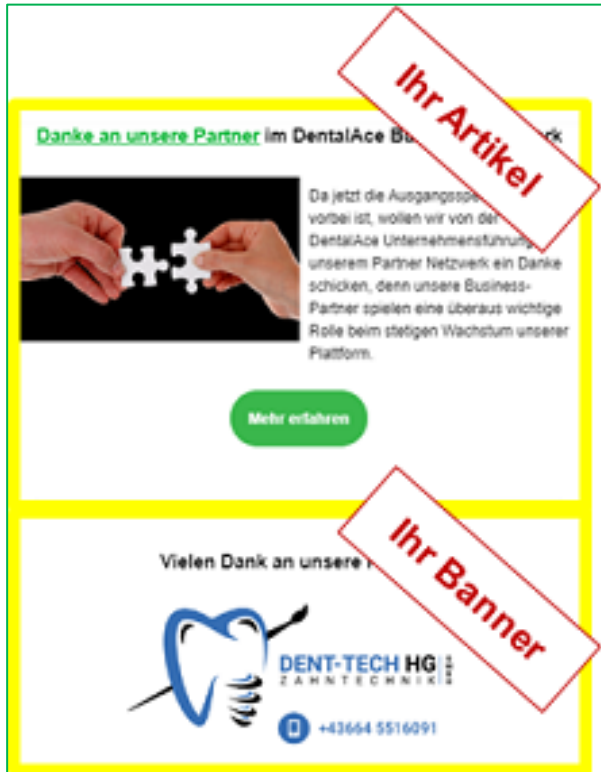 Ihr Artikel
Danke an unsere Partner im DentalAce
Da jetzt die
vorbei ist, wollen wir von der
DentalAce Unternehmensführung
unserem Partner Netzwerk ein Danke
schicken, denn unsere Business-
Partner spielen eine überaus wichtige
Rolle beim stetigen Wachstum unserer
Plattform.
Mehr erfahren
Ihr Banner
Vielen Dank an unsere
DENT-TECH HG
ZAHNTECHNIK
+43664 5516091